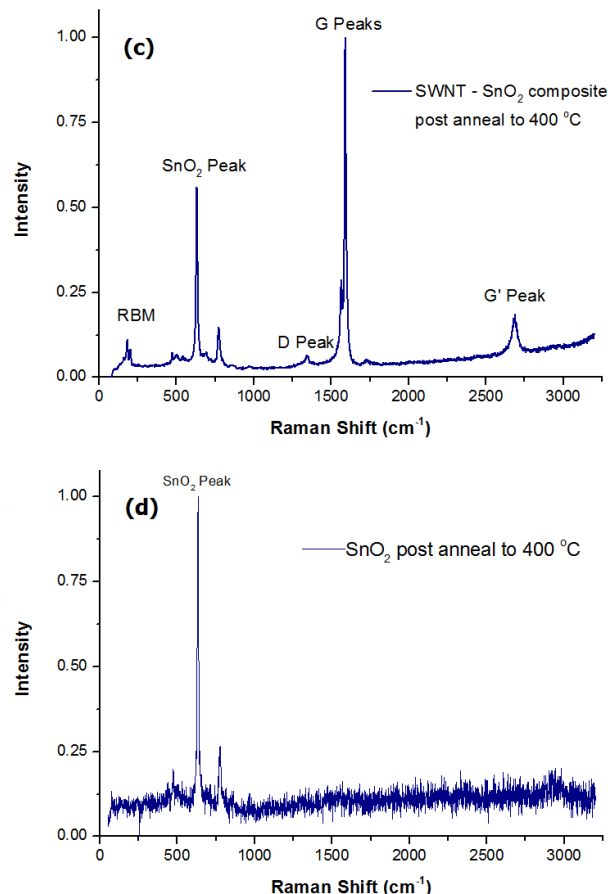 (c)
G Peaks
1.00
SWNT - SnO₂ composite
post anneal to 400 °C
0.75
SnO₂ Peak
Intensity
0.50
0.25
G' Peak
RBM
D Peak
0.00
0 500 1000 1500 2000 2500 3000
Raman Shift (cm⁻¹)
SnO₂ Peak
(d)
1.00
SnO₂ post anneal to 400 °C
0.75
Intensity
0.50
0.25
0.00
0 500 1000 1500 2000 2500 3000
Raman Shift (cm⁻¹)